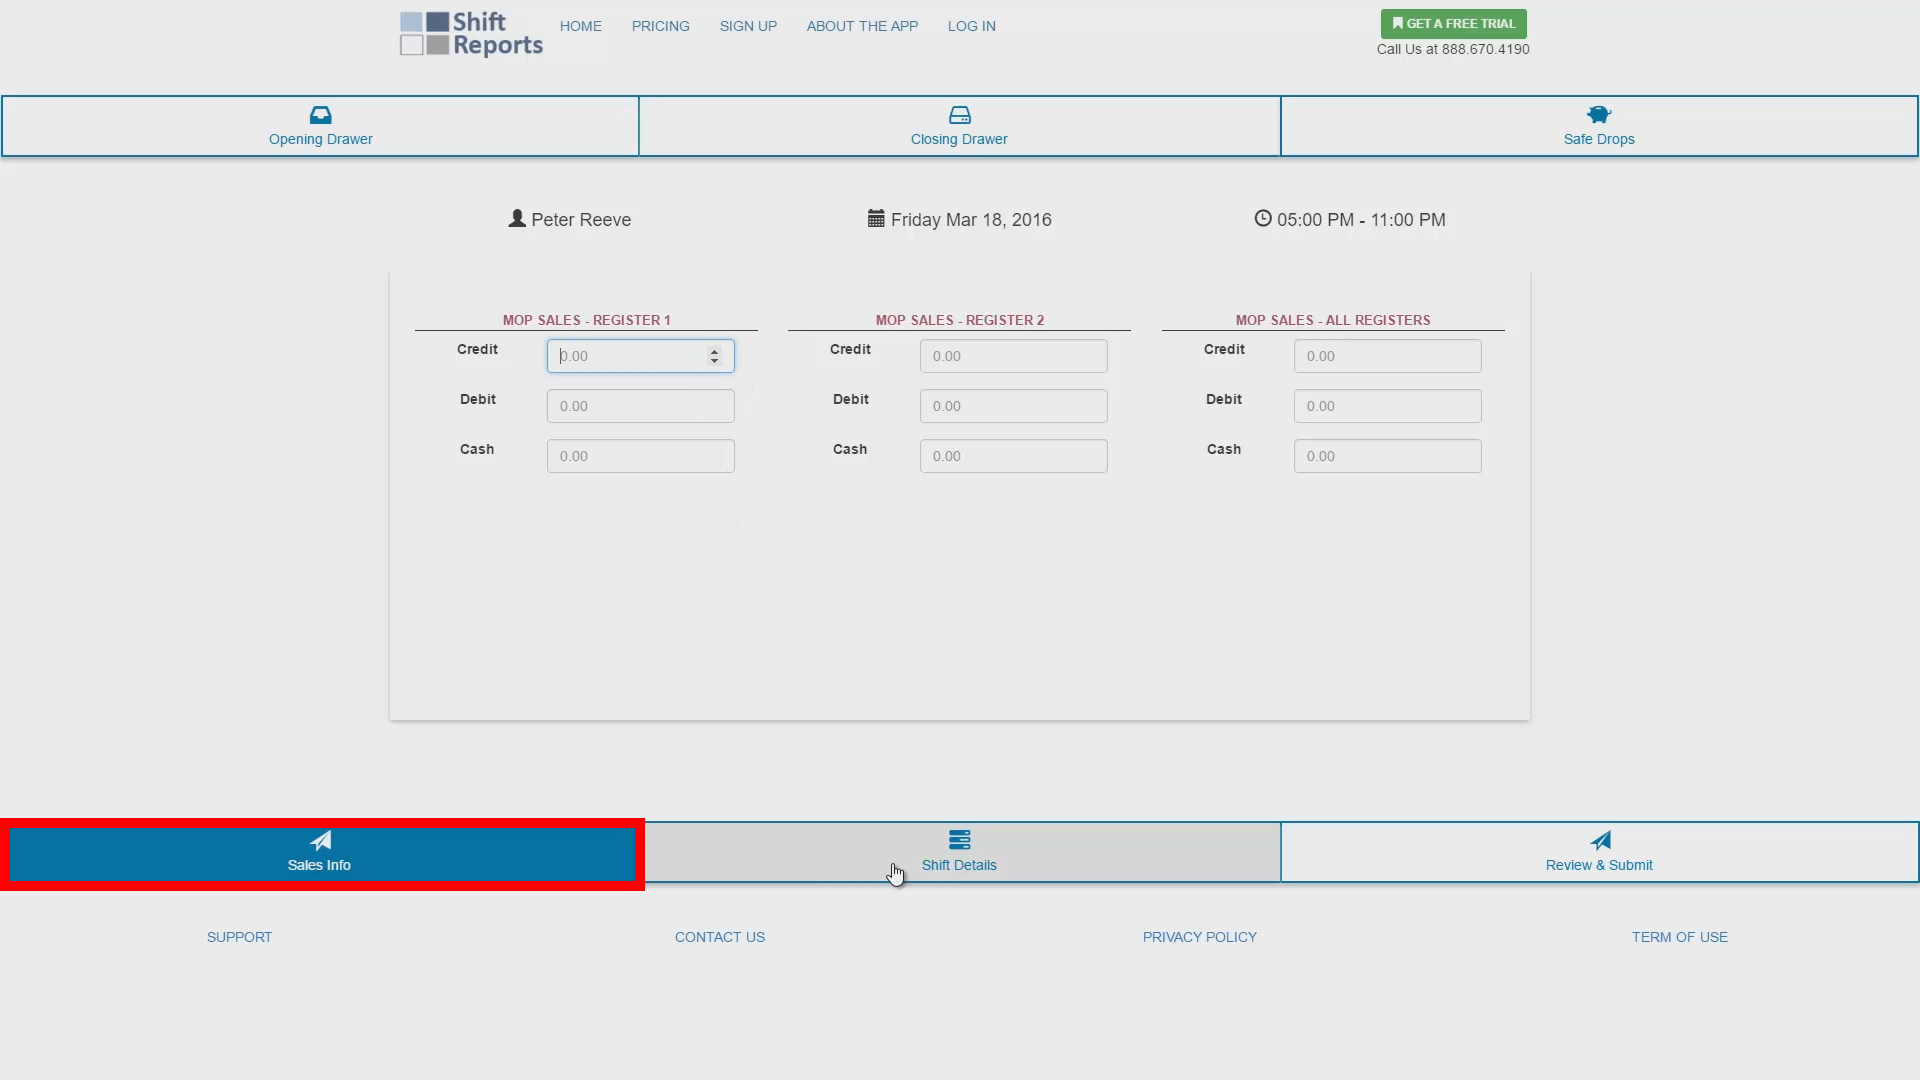 Shift
Reports
HOME
PRICING
SIGN UP
ABOUT THE APP
LOG IN
GET A FREE TRIAL
Call Us at 888.670.4190
Opening Drawer
Closing Drawer
Safe Drops
Peter Reeve
Friday Mar 18, 2016
05:00 PM - 11:00 PM
MOP SALES - REGISTER 1
Credit 0.00
Debit 0.00
Cash 0.00
MOP SALES - REGISTER 2
Credit 0.00
Debit 0.00
Cash 0.00
MOP SALES - ALL REGISTERS
Credit 0.00
Debit 0.00
Cash 0.00
Sales Info
Shift Details
Review & Submit
SUPPORT
CONTACT US
PRIVACY POLICY
TERM OF USE